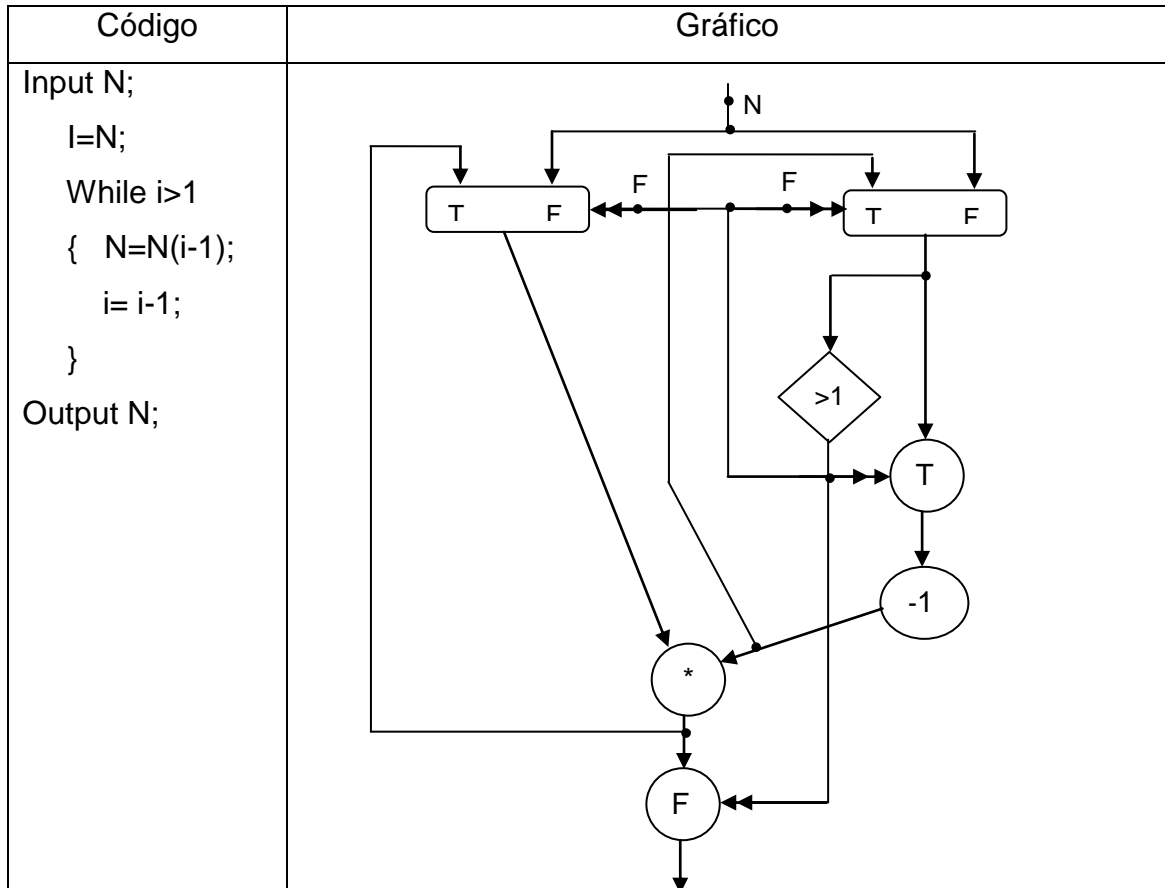 Código
Gráfico
Input N;
I=N;
While i>1
{ N=N(i-1);
i= i-1;
}
Output N;
N
F
F
T F
T F
>1
T
-1
*
F